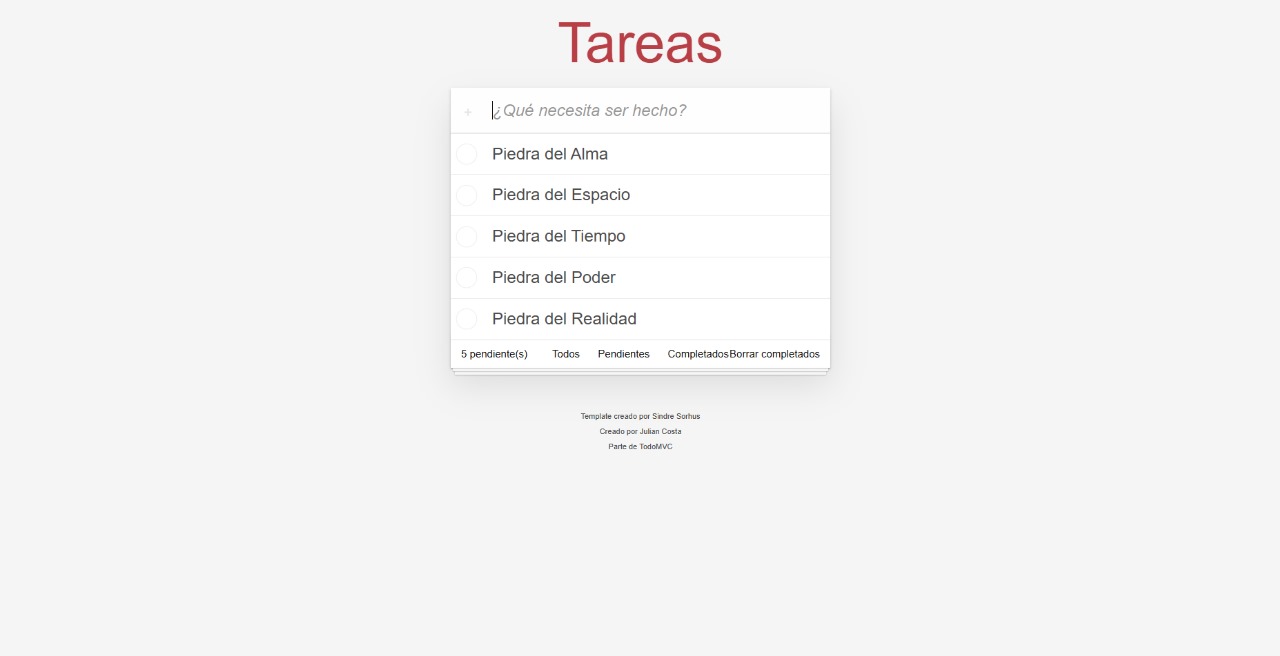 Tareas
+ ¿Qué necesita ser hecho?
Piedra del Alma
Piedra del Espacio
Piedra del Tiempo
Piedra del Poder
Piedra del Realidad
5 pendiente(s) Todos Pendientes Completados Borrar completados
Template creado por Sindre Sorhus
Creado por Julian Costa
Parte de TodoMVC